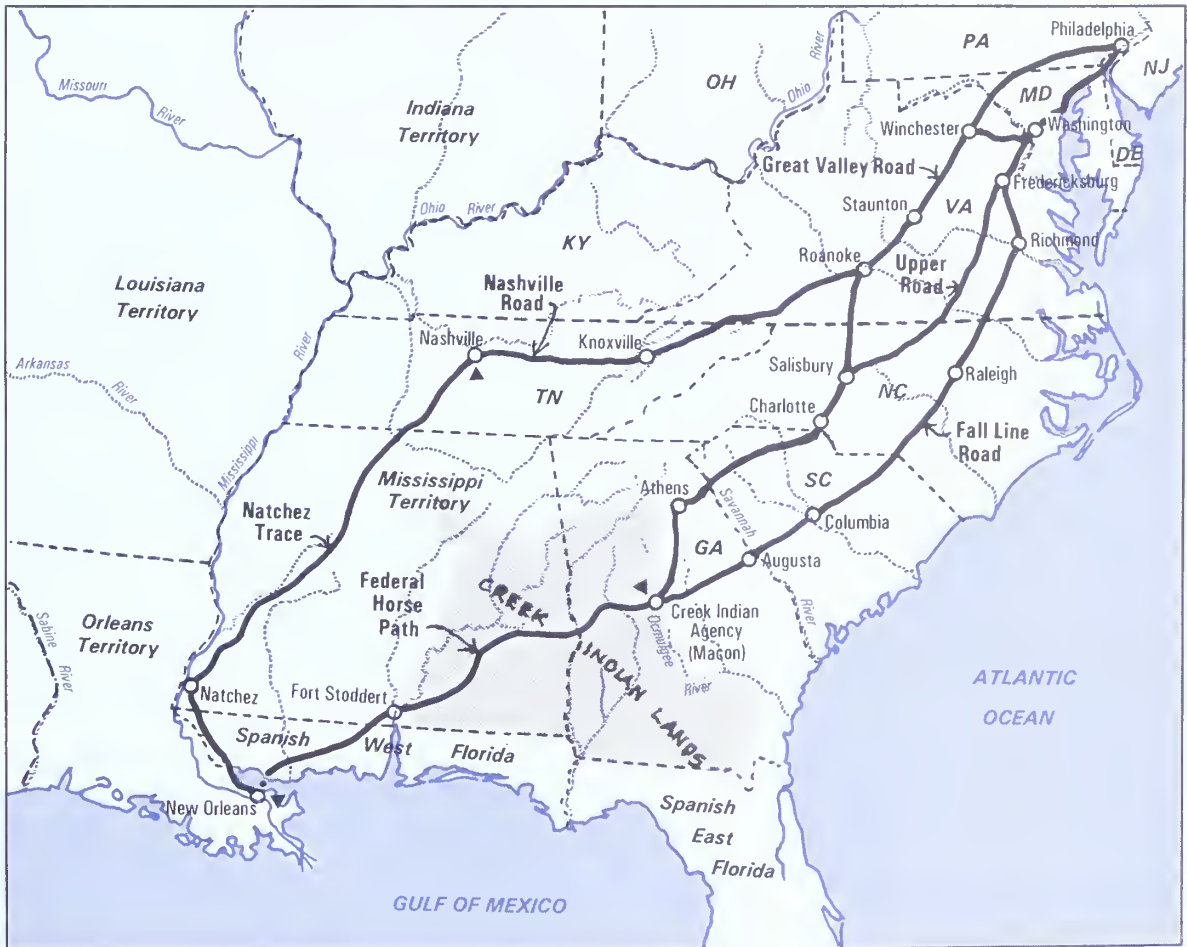 Philadelphia
PA
NJ
OH
Ohio
River
MD
Missouri
River
Indiana
Territory
Winchester
Washington
DE
Great Valley Road
Fredericksburg
Staunton
VA
Ohio River
KY
Richmond
Roanoke
Upper
Road
Louisiana
Territory
Nashville
Road
River
Nashville
Knoxville
Arkansas
River
TN
Salisbury
NC
Raleigh
Charlotte
Fall Line
Road
Mississippi
Mississippi
Territory
SC
Athens
Savannah
River
Columbia
Natchez
Trace
GA
Augusta
Federal
Horse
Path
CREEK
INDIAN
LANDS
Creek Indian
Agency
(Macon)
Ocmulgee
River
Orleans
Territory
Sabine
River
Natchez
Fort Stoddert
Spanish
West
Florida
ATLANTIC
OCEAN
New Orleans
Spanish
East
Florida
GULF OF MEXICO